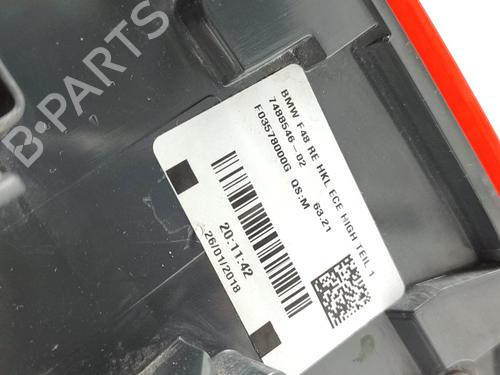 BMW F48 RE HKL ECE HIGH TEIL 1
7488546-02 63.21
F03578000G QS:M
20:11:42
26/01/2018
B-PARTS